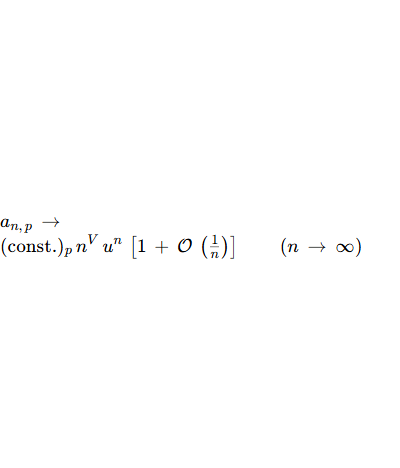 a_{n,p} →
(const.)_p n^V u^n [1 + 𝒪 (1/n)] (n → ∞)